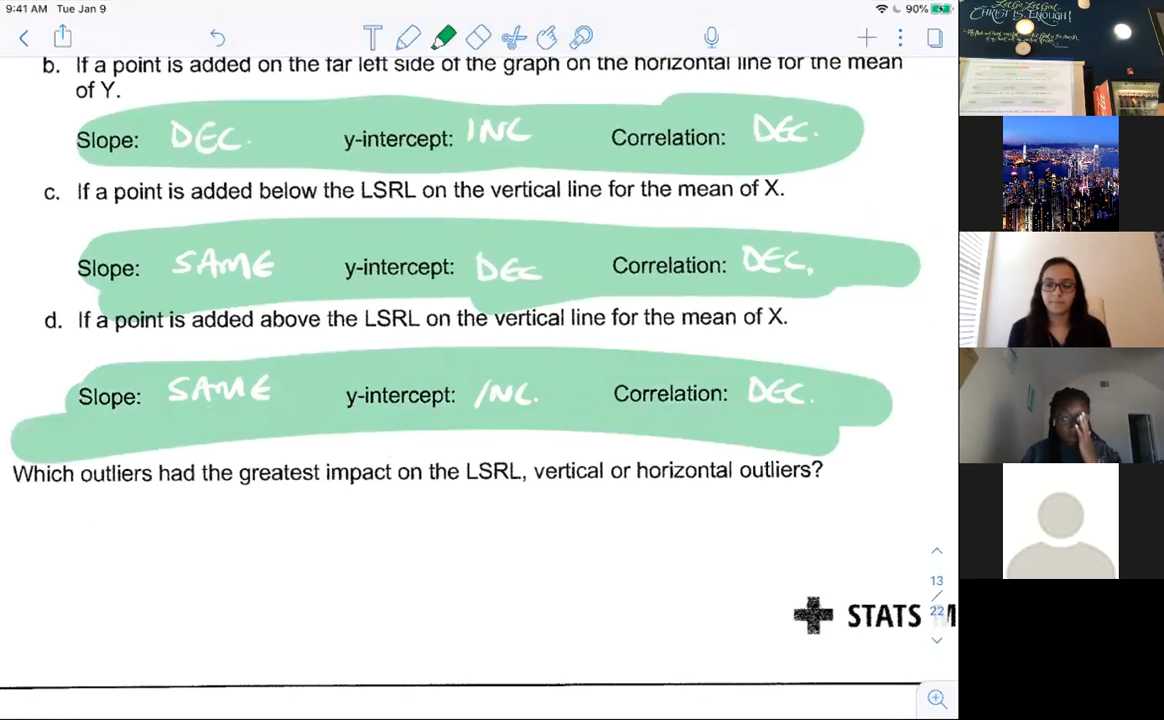 9:41 AM Tue Jan 9
90%
b. If a point is added on the far left side of the graph on the horizontal line for the mean
of Y.
Slope: DEC. y-intercept: INC Correlation: DEC.
c. If a point is added below the LSRL on the vertical line for the mean of X.
Slope: SAME y-intercept: DEC Correlation: DEC.
d. If a point is added above the LSRL on the vertical line for the mean of X.
Slope: SAME y-intercept: INC. Correlation: DEC.
Which outliers had the greatest impact on the LSRL, vertical or horizontal outliers?
13
/
22
STATS M
CHRIST IS ENOUGH!